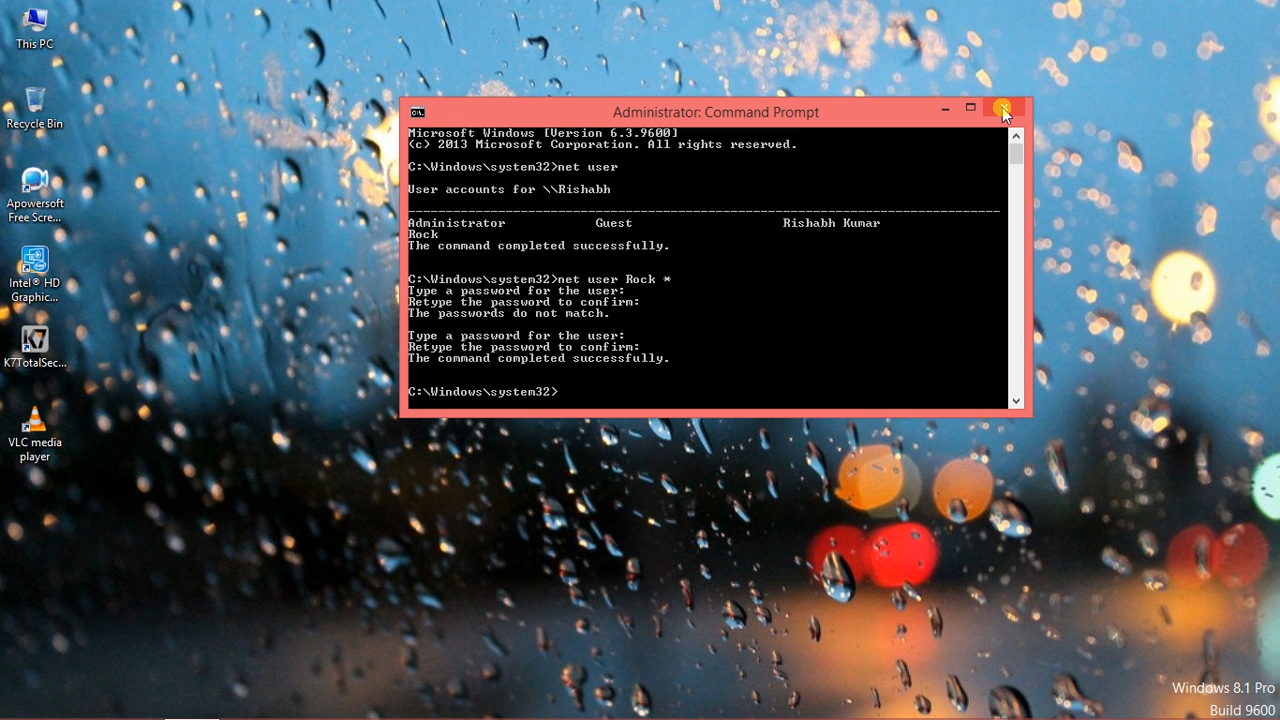 This PC
Recycle Bin
Apowersoft
Free Scre...
Intel® HD
Graphic...
K7TotalSec...
VLC media
player
Administrator: Command Prompt
Microsoft Windows [Version 6.3.9600]
(c) 2013 Microsoft Corporation. All rights reserved.
C:\Windows\system32>net user
User accounts for \\Rishabh
-------------------------------------------------------------------------------
Administrator Guest Rishabh Kumar
Rock
The command completed successfully.
C:\Windows\system32>net user Rock *
Type a password for the user:
Retype the password to confirm:
The passwords do not match.
Type a password for the user:
Retype the password to confirm:
The command completed successfully.
C:\Windows\system32>
Windows 8.1 Pro
Build 9600